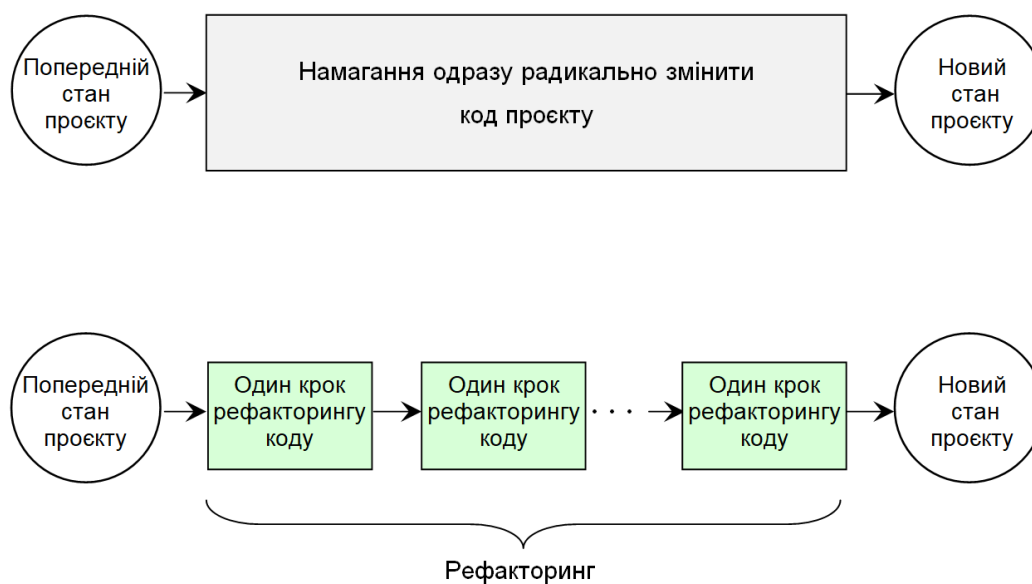 Попередній
стан
проєкту
Намагання одразу радикально змінити
код проєкту
Новий
стан
проєкту
Попередній
стан
проєкту
Один крок
рефакторингу
коду
Один крок
рефакторингу
коду
. . .
Один крок
рефакторингу
коду
Новий
стан
проєкту
Рефакторинг